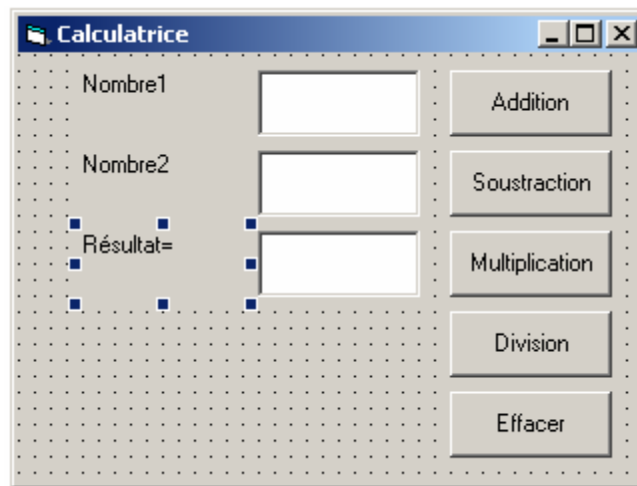 Calculatrice
Nombre1
Addition
Nombre2
Soustraction
Résultat=
Multiplication
Division
Effacer